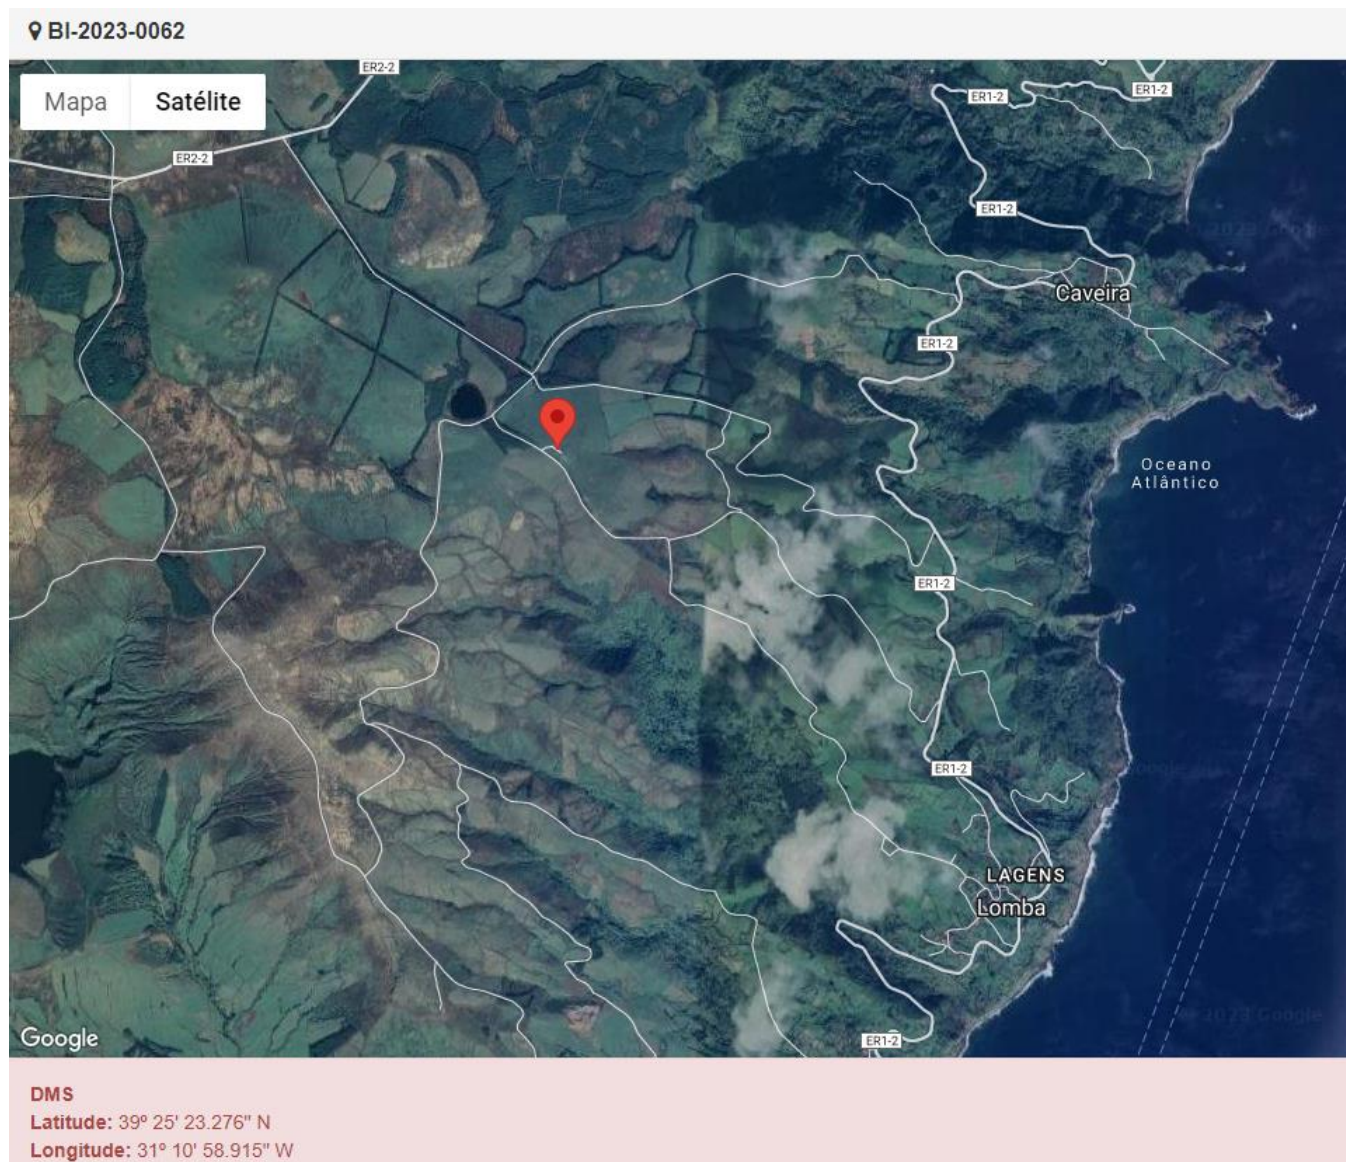 BI-2023-0062
Mapa Satélite
ER2-2
ER1-2
ER1-2
ER2-2
ER1-2
Caveira
ER1-2
Oceano
Atlântico
ER1-2
ER1-2
LAGENS
Lomba
ER1-2
Google
DMS
Latitude: 39º 25' 23.276" N
Longitude: 31º 10' 58.915" W